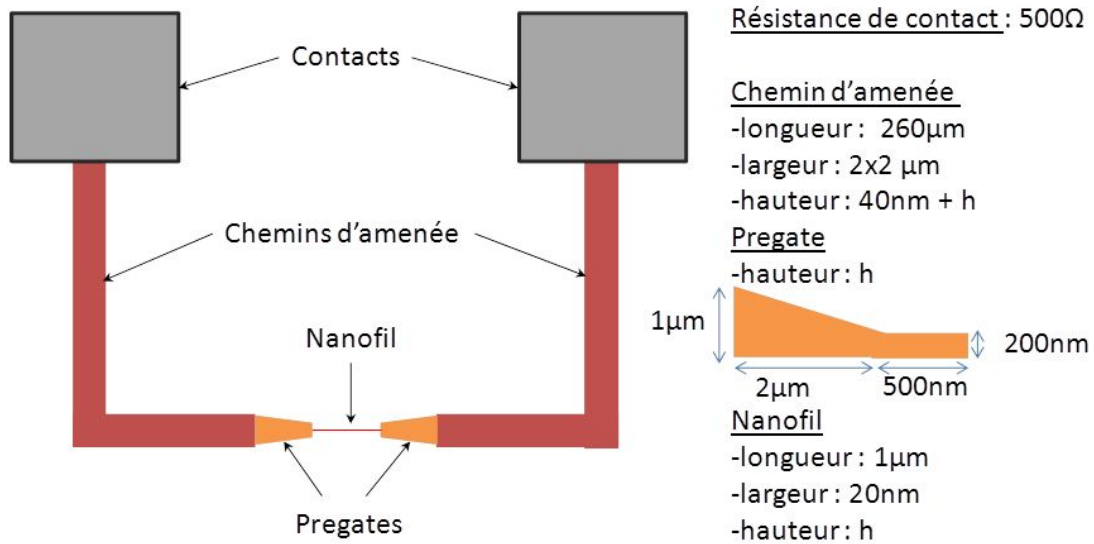 Contacts
Chemins d'amenée
Nanofil
Pregates
Résistance de contact : 500Ω
Chemin d'amenée
-longueur : 260µm
-largeur : 2x2 µm
-hauteur : 40nm + h
Pregate
-hauteur : h
1µm
200nm
2µm
500nm
Nanofil
-longueur : 1µm
-largeur : 20nm
-hauteur : h